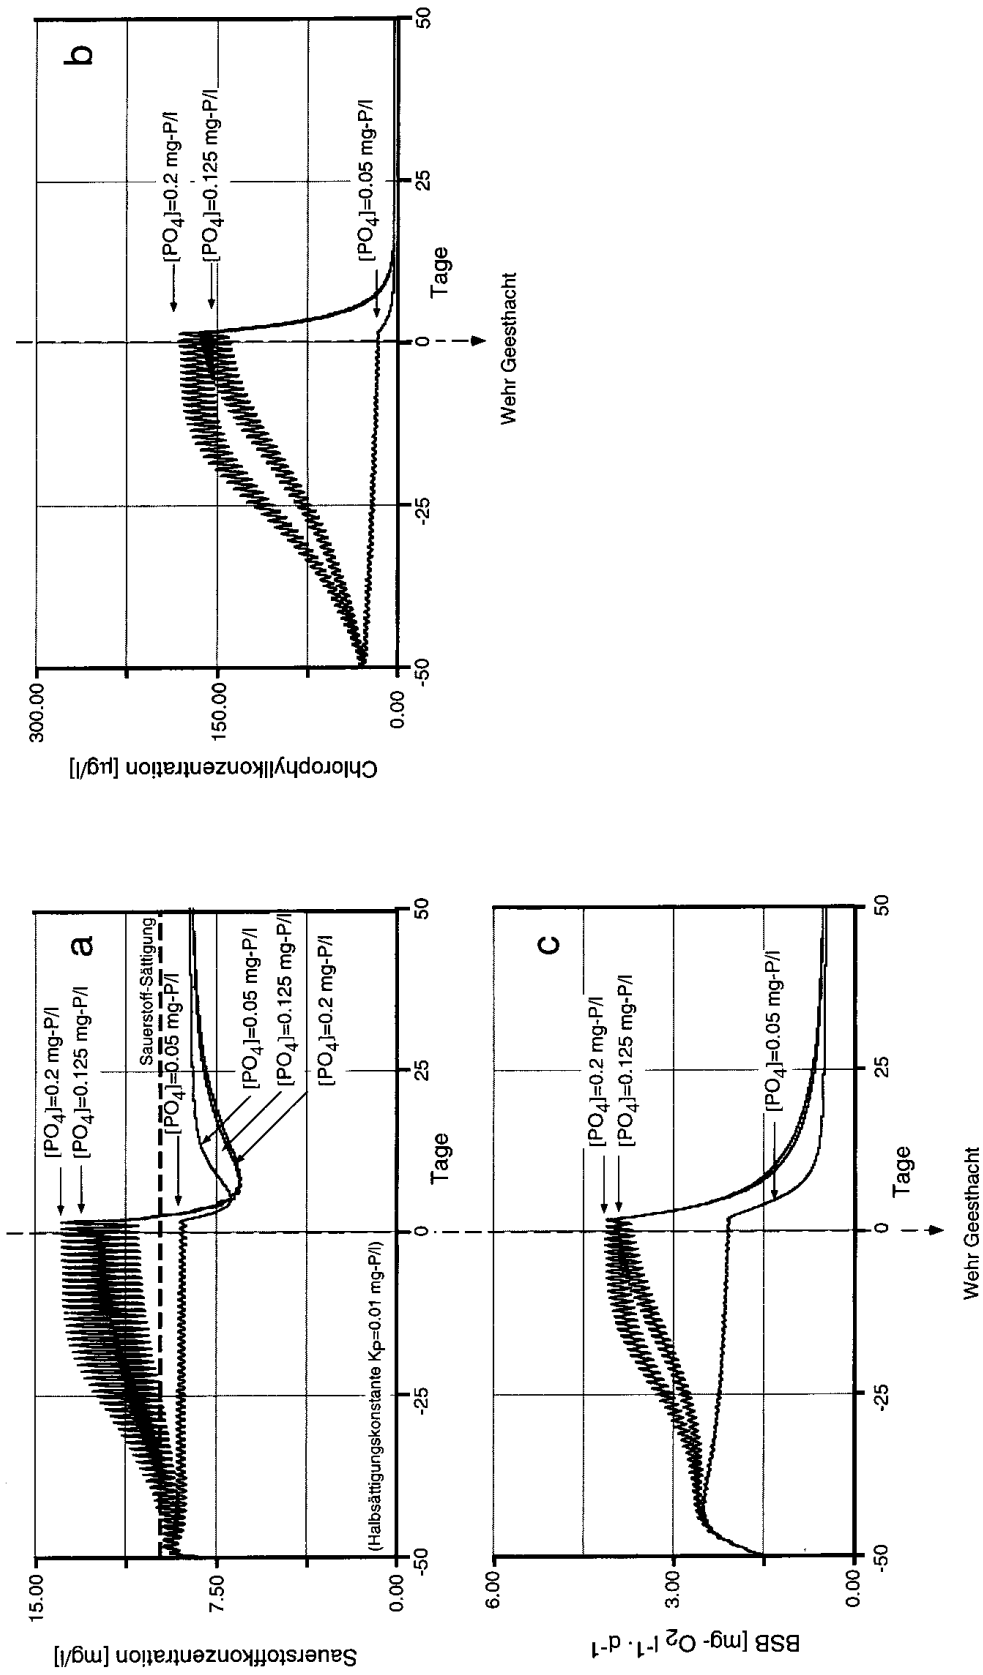 Sauerstoffkonzentration [mg/l]
15.00
7.50
0.00
-50
-25
0
25
50
Tage
a
Sauerstoff-Sättigung
[PO4]=0.2 mg-P/l
[PO4]=0.125 mg-P/l
[PO4]=0.05 mg-P/l
[PO4]=0.05 mg-P/l
[PO4]=0.125 mg-P/l
[PO4]=0.2 mg-P/l
(Halbsättigungskonstante Kp=0.01 mg-P/l)
Chlorophyllkonzentration [µg/l]
300.00
150.00
0.00
-50
-25
0
25
50
Tage
b
[PO4]=0.2 mg-P/l
[PO4]=0.125 mg-P/l
[PO4]=0.05 mg-P/l
Wehr Geesthacht
BSB [mg- O2 l-1 · d-1
6.00
3.00
0.00
-50
-25
0
25
50
Tage
c
[PO4]=0.2 mg-P/l
[PO4]=0.125 mg-P/l
[PO4]=0.05 mg-P/l
Wehr Geesthacht